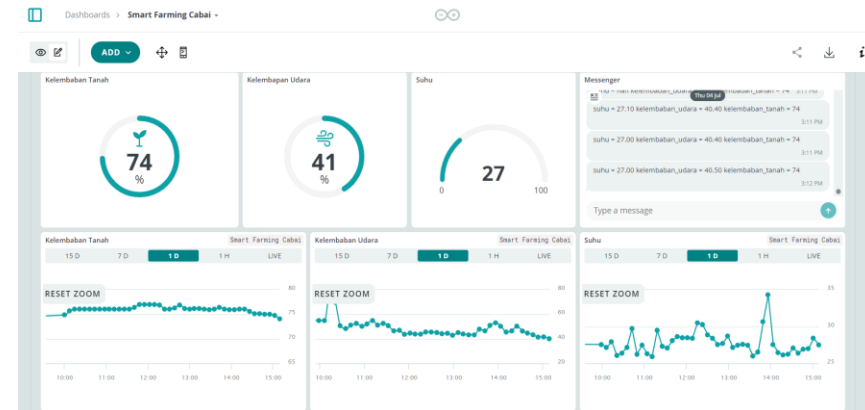 Dashboards > Smart Farming Cabai
ADD
Kelembaban Tanah
74
%
Kelembapan Udara
41
%
Suhu
27
0 100
Messenger
Thu 04 Jul
suhu = 27.10 kelembaban_udara = 40.40 kelembaban_tanah = 74
3:11 PM
suhu = 27.00 kelembaban_udara = 40.40 kelembaban_tanah = 74
3:11 PM
suhu = 27.00 kelembaban_udara = 40.50 kelembaban_tanah = 74
3:12 PM
Type a message
Kelembaban Tanah Smart Farming Cabai
15 D 7 D 1 D 1 H LIVE
RESET ZOOM
80
75
70
65
10:00 11:00 12:00 13:00 14:00 15:00
Kelembaban Udara Smart Farming Cabai
15 D 7 D 1 D 1 H LIVE
RESET ZOOM
80
60
40
20
10:00 11:00 12:00 13:00 14:00 15:00
Suhu Smart Farming Cabai
15 D 7 D 1 D 1 H LIVE
RESET ZOOM
35
30
25
10:00 11:00 12:00 13:00 14:00 15:00